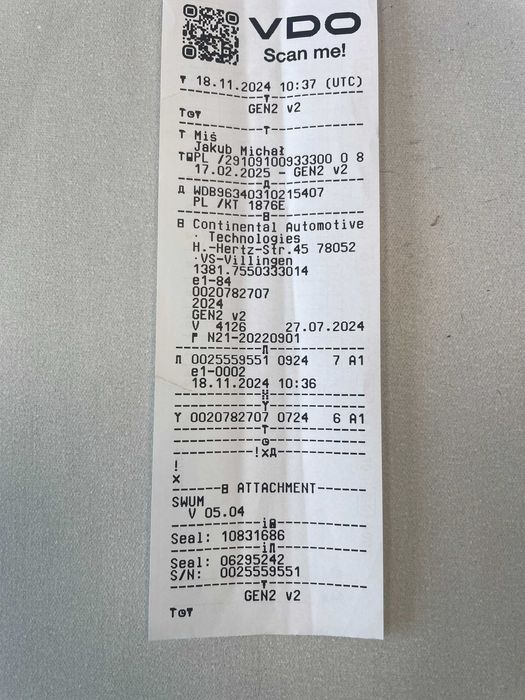 VDO
Scan me!
18.11.2024 10:37 (UTC)
GEN2 v2
Miś
Jakub Michał
PL /29109100933300 0 8
17.02.2025 - GEN2 v2
WDB96340310215407
PL /KT 1876E
Continental Automotive
Technologies
H.-Hertz-Str.45 78052
VS-Villingen
1381.7550333014
e1-84
0020782707
2024
GEN2 v2
V 4126 27.07.2024
N21-20220901
0025559551 0924 7 A1
e1-0002
18.11.2024 10:36
0020782707 0724 6 A1
!
x
ATTACHMENT
SWUM
V 05.04
Seal: 10831686
Seal: 06295242
S/N: 0025559551
GEN2 v2